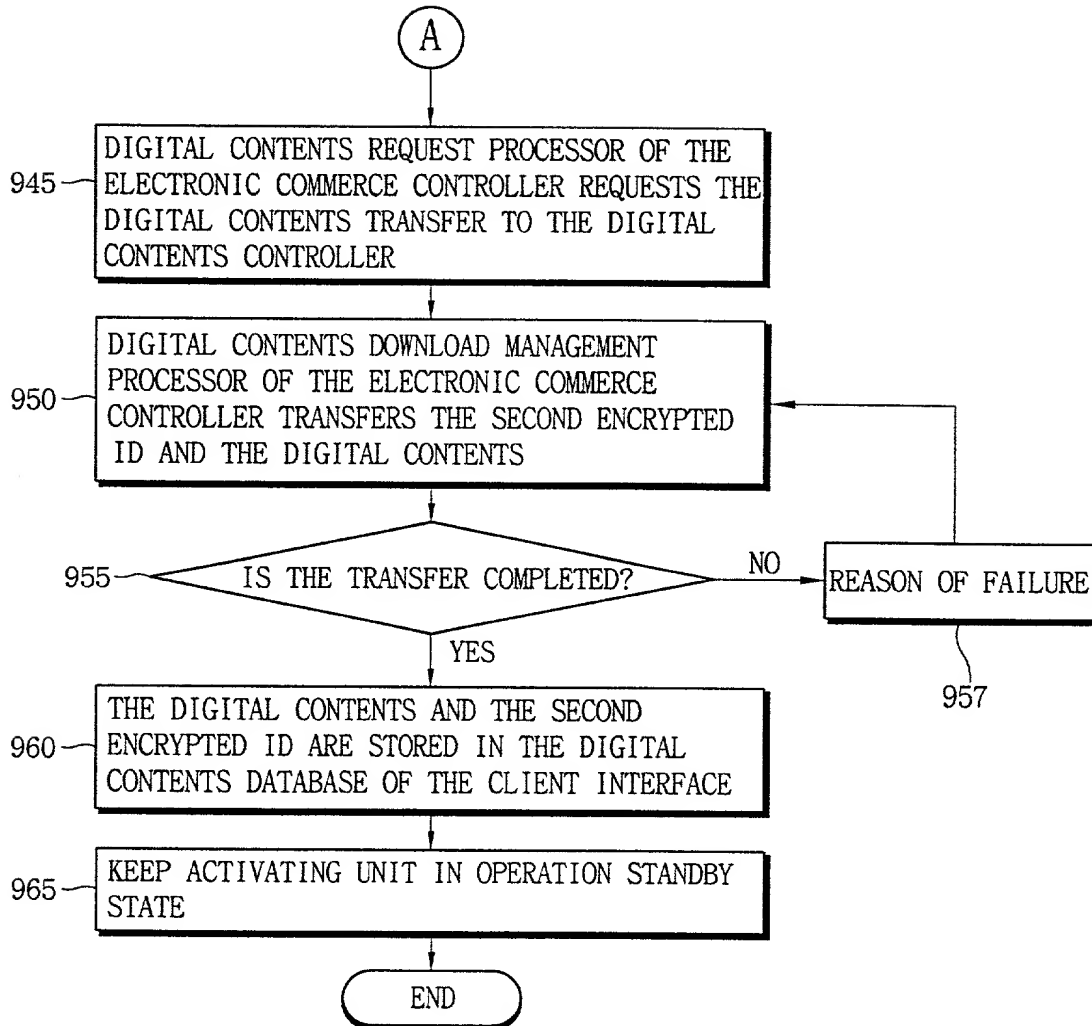 A
945
DIGITAL CONTENTS REQUEST PROCESSOR OF THE
ELECTRONIC COMMERCE CONTROLLER REQUESTS THE
DIGITAL CONTENTS TRANSFER TO THE DIGITAL
CONTENTS CONTROLLER
950
DIGITAL CONTENTS DOWNLOAD MANAGEMENT
PROCESSOR OF THE ELECTRONIC COMMERCE
CONTROLLER TRANSFERS THE SECOND ENCRYPTED
ID AND THE DIGITAL CONTENTS
955
IS THE TRANSFER COMPLETED?
NO
REASON OF FAILURE
957
YES
960
THE DIGITAL CONTENTS AND THE SECOND
ENCRYPTED ID ARE STORED IN THE DIGITAL
CONTENTS DATABASE OF THE CLIENT INTERFACE
965
KEEP ACTIVATING UNIT IN OPERATION STANDBY
STATE
END